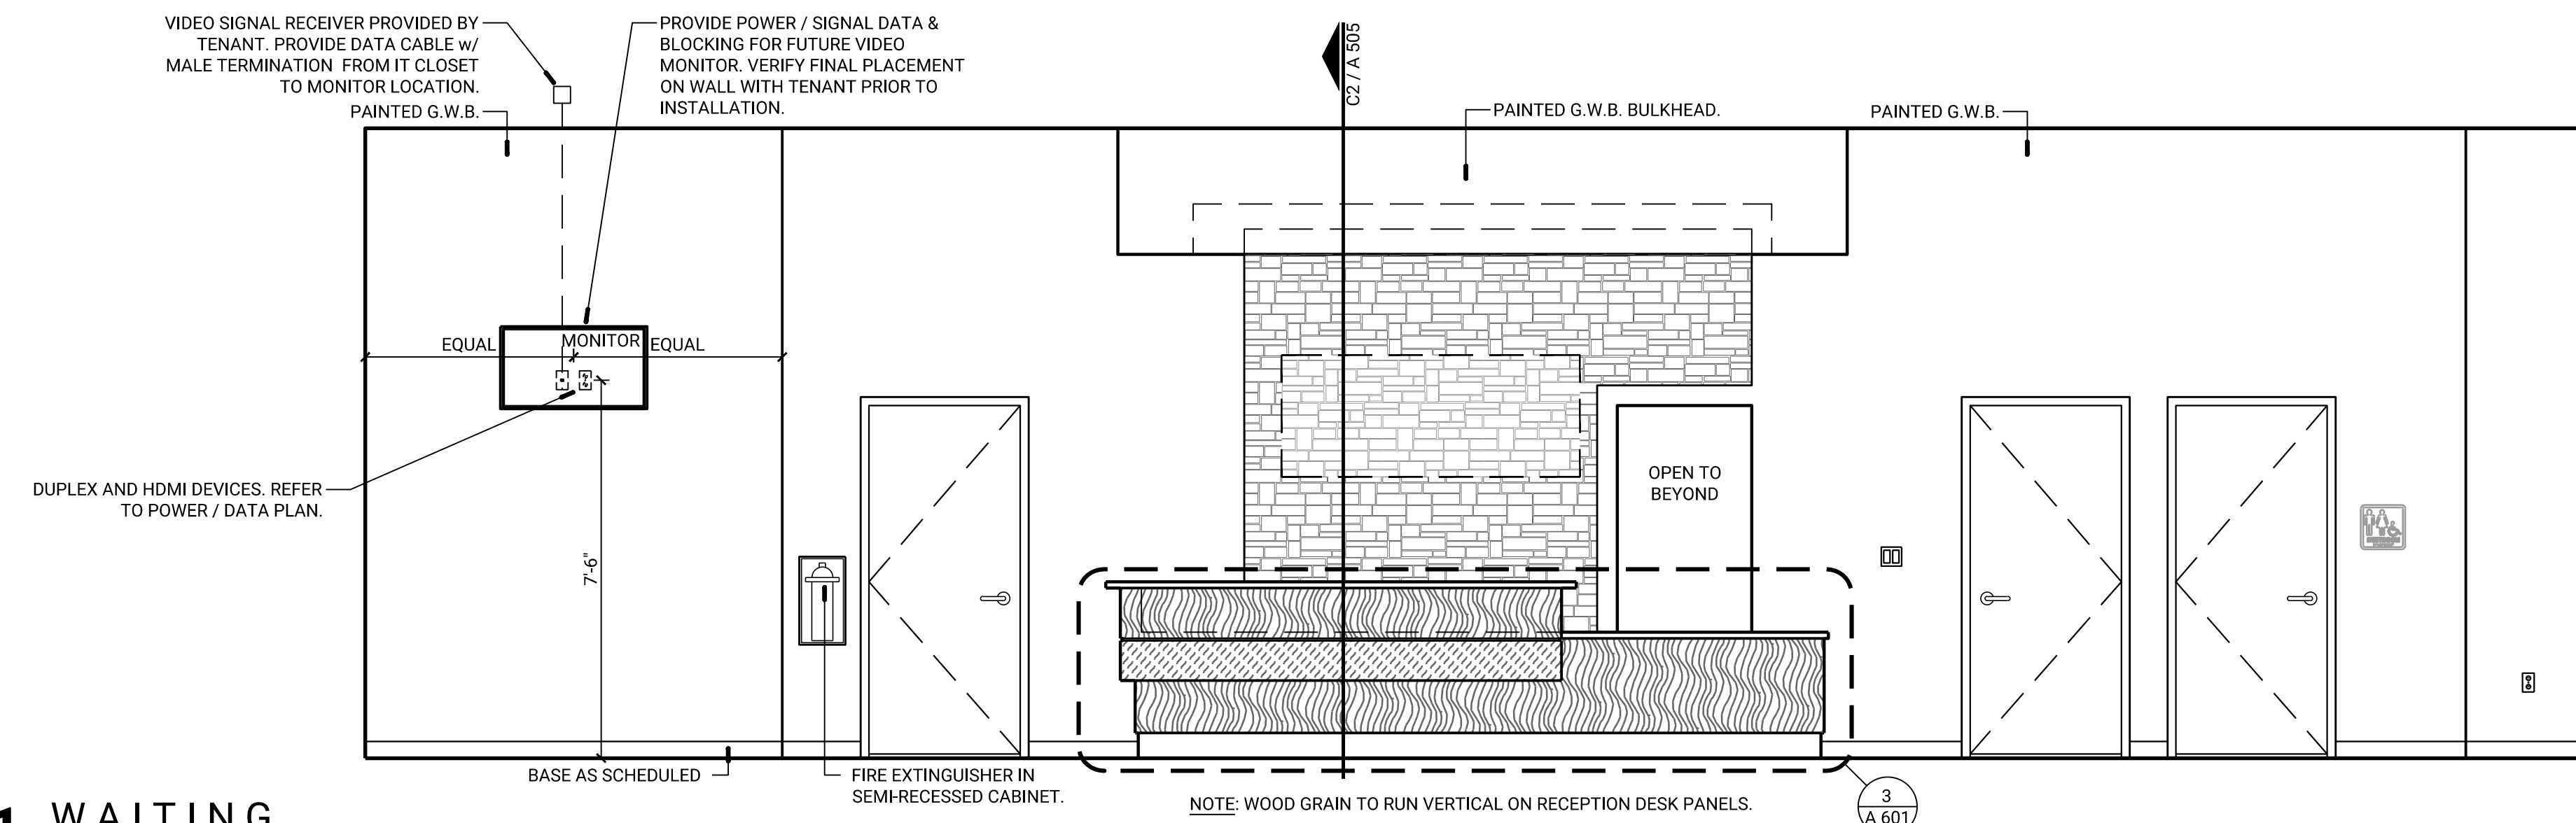 VIDEO SIGNAL RECEIVER PROVIDED BY
TENANT. PROVIDE DATA CABLE w/
MALE TERMINATION FROM IT CLOSET
TO MONITOR LOCATION.
PAINTED G.W.B.
PROVIDE POWER / SIGNAL DATA &
BLOCKING FOR FUTURE VIDEO
MONITOR. VERIFY FINAL PLACEMENT
ON WALL WITH TENANT PRIOR TO
INSTALLATION.
C2 / A 505
PAINTED G.W.B. BULKHEAD.
PAINTED G.W.B.
EQUAL
MONITOR
EQUAL
DUPLEX AND HDMI DEVICES. REFER
TO POWER / DATA PLAN.
7'-6"
OPEN TO
BEYOND
BASE AS SCHEDULED
FIRE EXTINGUISHER IN
SEMI-RECESSED CABINET.
NOTE: WOOD GRAIN TO RUN VERTICAL ON RECEPTION DESK PANELS.
3
A 601
1 WAITING